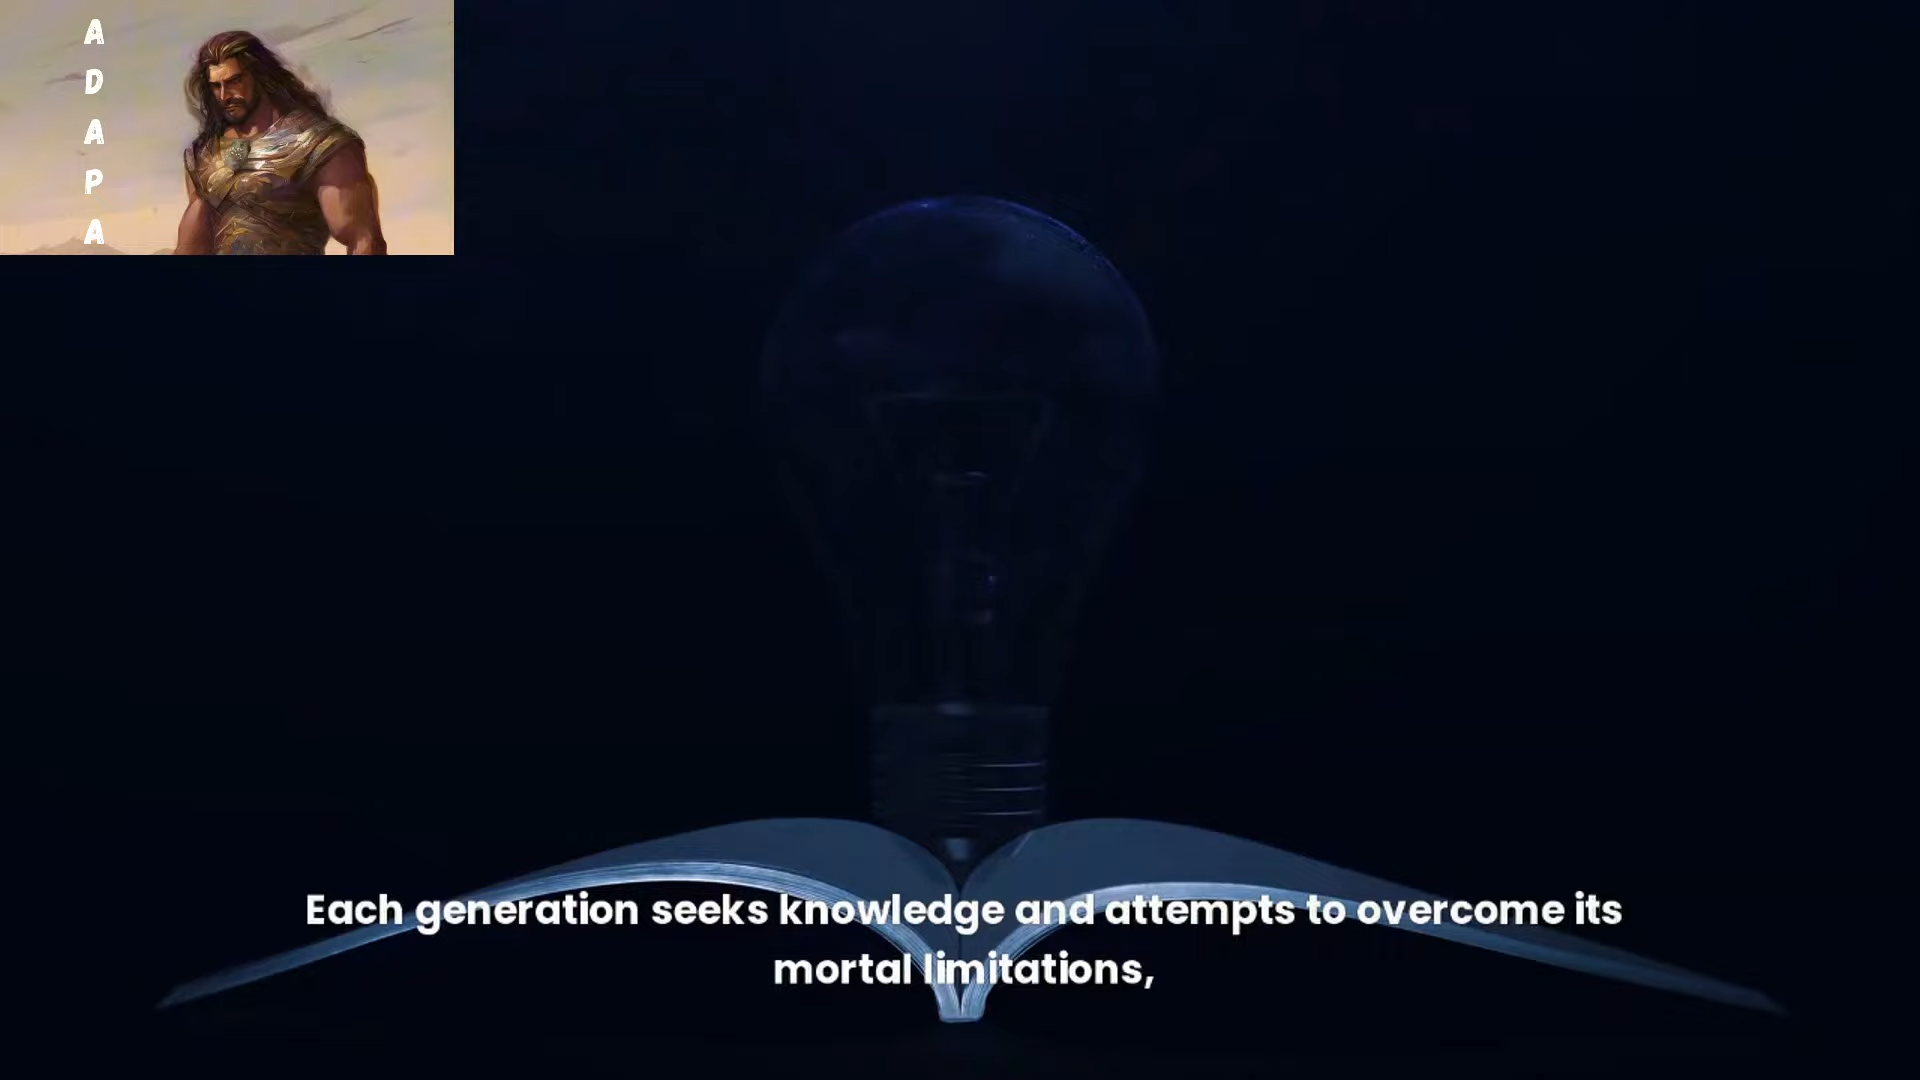 A
D
A
P
A
Each generation seeks knowledge and attempts to overcome its
mortal limitations,